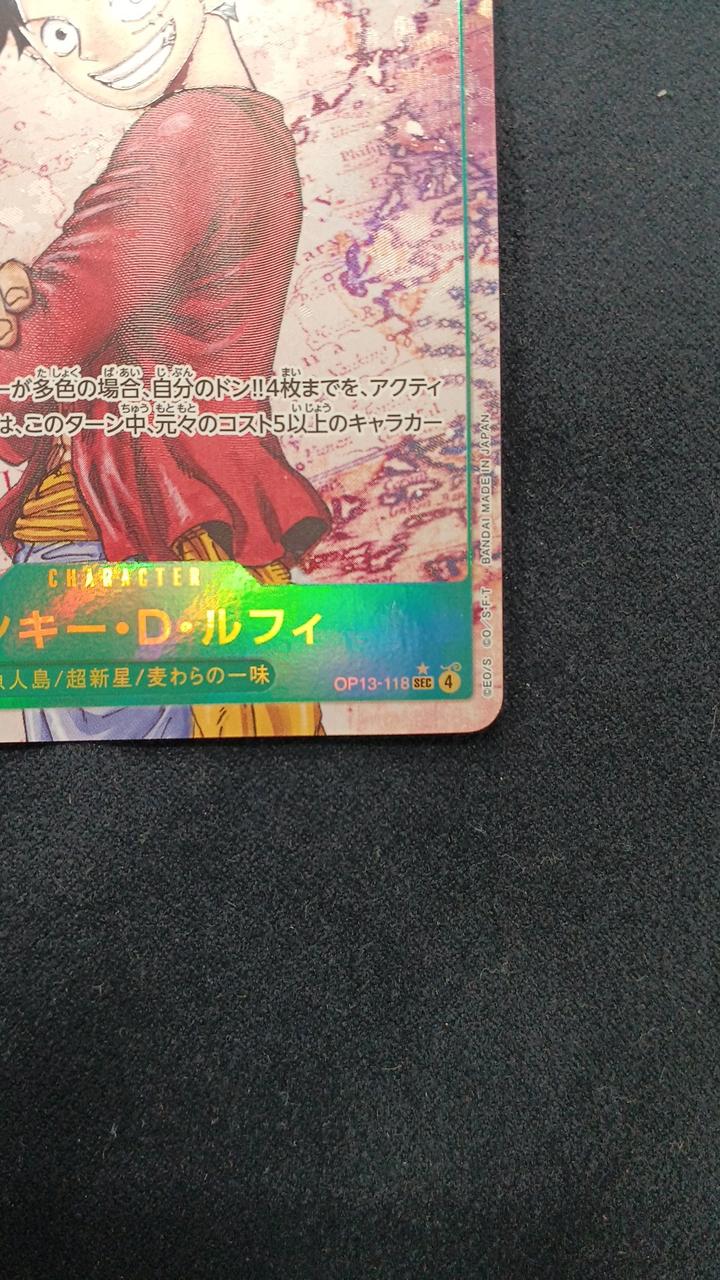 ーが多色の場合、自分のドン!!4枚までを、アクティ
は、このターン中、元々のコスト5以上のキャラカー
CHARACTER
ンキー・D・ルフィ
魚人島/超新星/麦わらの一味
OP13-118 SEC 4
©EO/S ©O/S・F・T BANDAI MADE IN JAPAN